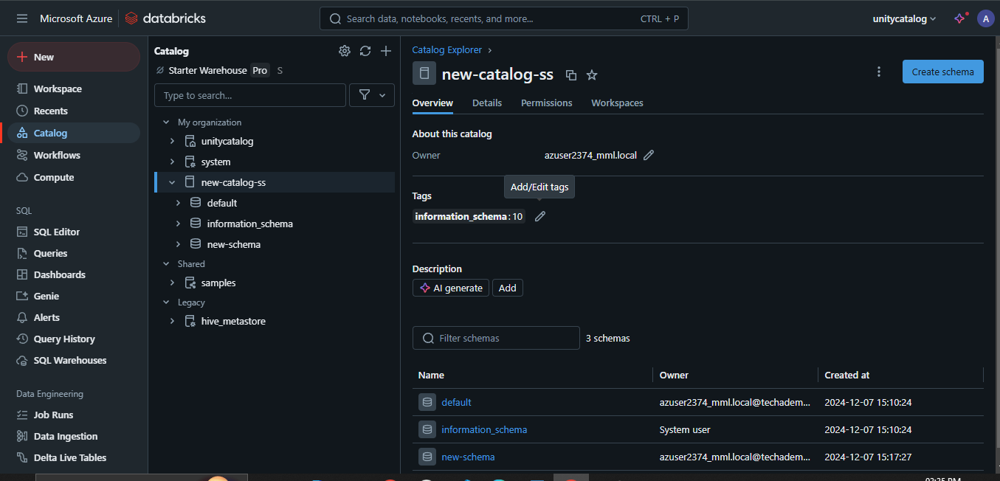 Microsoft Azure databricks Search data, notebooks, recents, and more... CTRL + P unitycatalog A
New
Workspace
Recents
Catalog
Workflows
Compute
SQL
SQL Editor
Queries
Dashboards
Genie
Alerts
Query History
SQL Warehouses
Data Engineering
Job Runs
Data Ingestion
Delta Live Tables
Catalog
Starter Warehouse Pro S
Type to search...
My organization
unitycatalog
system
new-catalog-ss
default
information_schema
new-schema
Shared
samples
Legacy
hive_metastore
Catalog Explorer >
new-catalog-ss
Create schema
Overview Details Permissions Workspaces
About this catalog
Owner azuser2374_mml.local
Add/Edit tags
Tags
information_schema: 10
Description
AI generate Add
Filter schemas 3 schemas
Name Owner Created at
default azuser2374_mml.local@techadem... 2024-12-07 15:10:24
information_schema System user 2024-12-07 15:10:24
new-schema azuser2374_mml.local@techadem... 2024-12-07 15:17:27